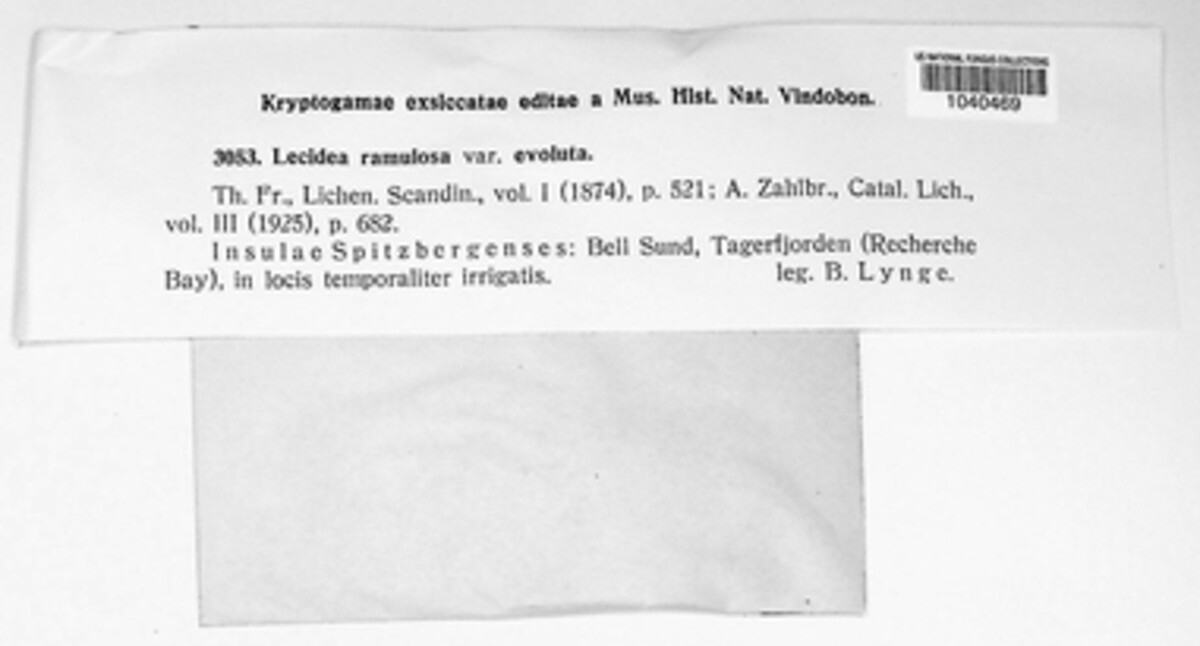 US NATIONAL FUNGUS COLLECTIONS
1040469
Kryptogamae exsiccatae editae a Mus. Hist. Nat. Vindobon.
3053. Lecidea ramulosa var. evoluta.
Th. Fr., Lichen. Scandin., vol. I (1874), p. 521; A. Zahlbr., Catal. Lich.,
vol. III (1925), p. 682.
Insulae Spitzbergenses: Bell Sund, Tagerfjorden (Recherche
Bay), in locis temporaliter irrigatis. leg. B. Lynge.